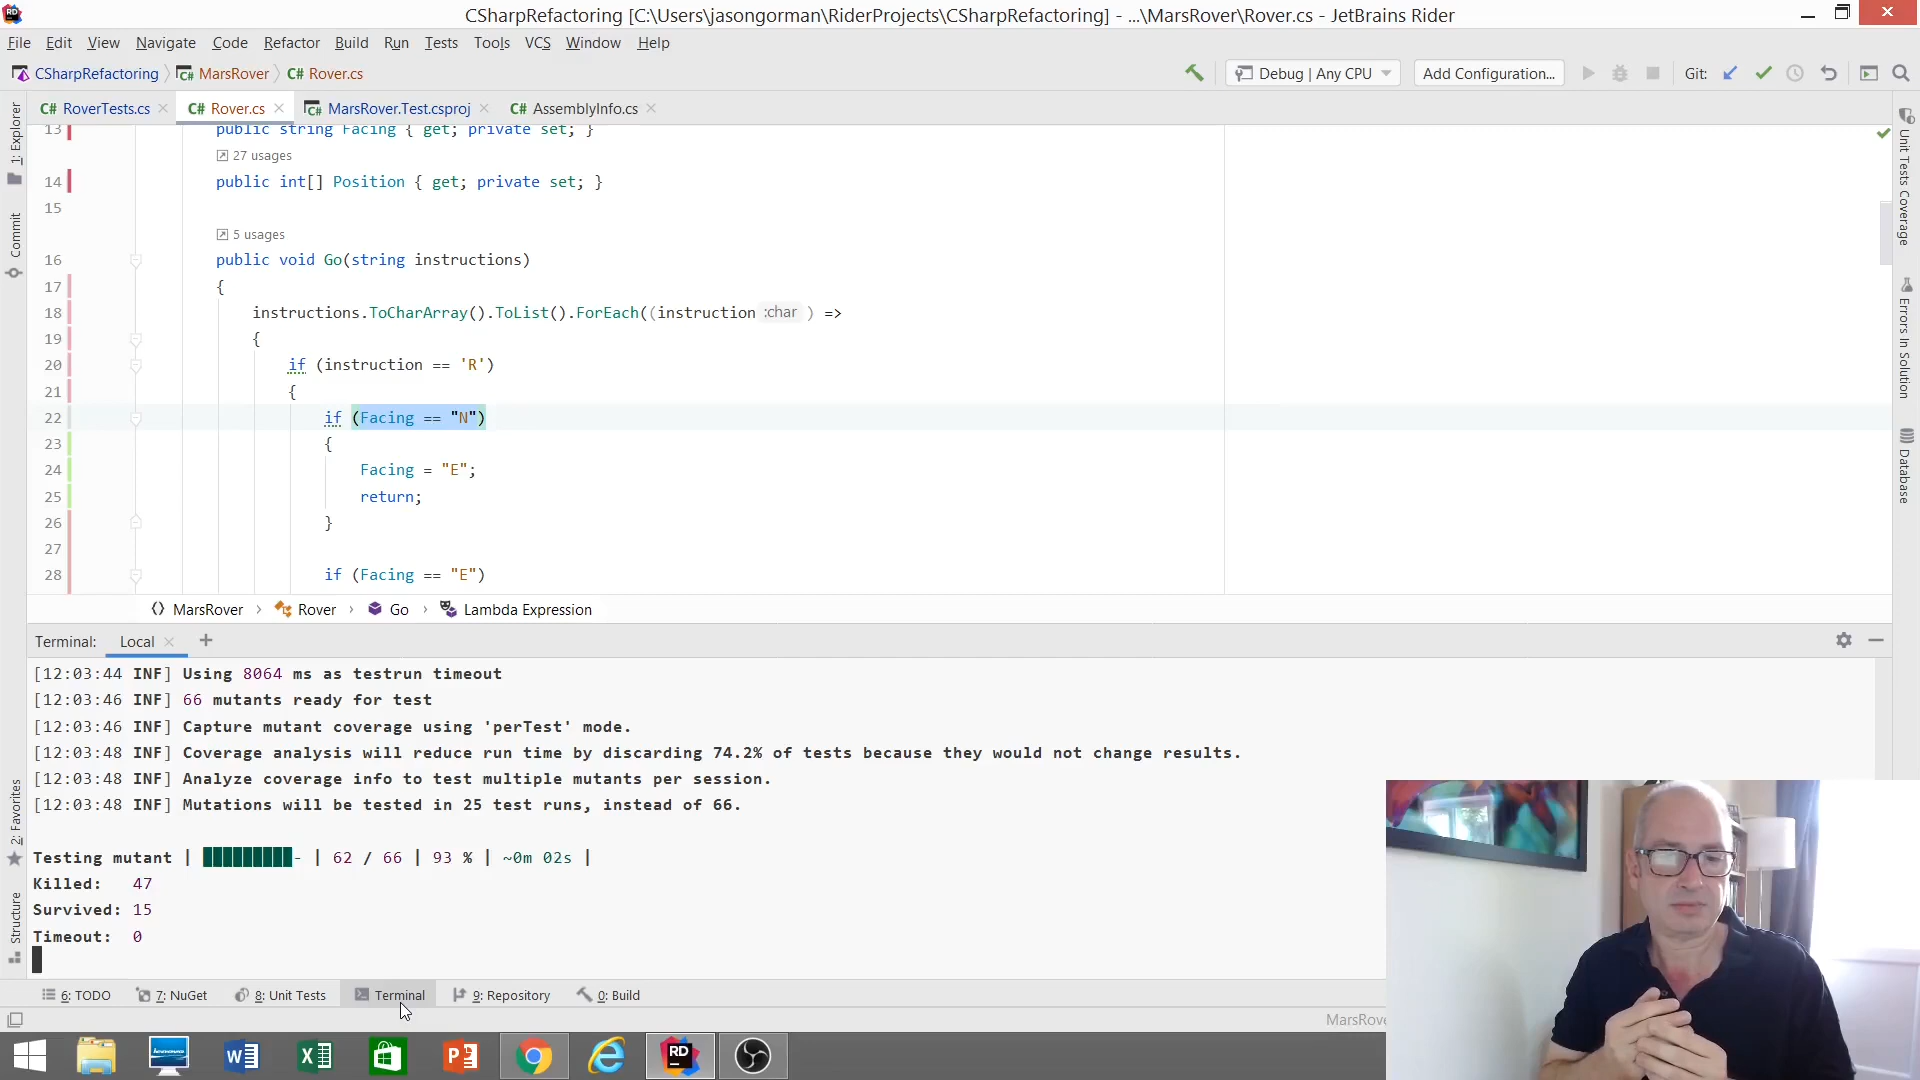 CSharpRefactoring [C:\Users\jasongorman\RiderProjects\CSharpRefactoring] - ...\MarsRover\Rover.cs - JetBrains Rider
File Edit View Navigate Code Refactor Build Run Tests Tools VCS Window Help
CSharpRefactoring MarsRover C# Rover.cs Debug | Any CPU Add Configuration... Git:
C# RoverTests.cs C# Rover.cs MarsRover.Test.csproj C# AssemblyInfo.cs
1: Explorer
Commit
2: Favorites
Structure
Unit Tests Coverage
Errors In Solution
Database
13 public string Facing { get; private set; }
27 usages
14 public int[] Position { get; private set; }
15
5 usages
16 public void Go(string instructions)
17 {
18 instructions.ToCharArray().ToList().ForEach((instruction :char ) =>
19 {
20 if (instruction == 'R')
21 {
22 if (Facing == "N")
23 {
24 Facing = "E";
25 return;
26 }
27
28 if (Facing == "E")
MarsRover Rover Go Lambda Expression
Terminal: Local
[12:03:44 INF] Using 8064 ms as testrun timeout
[12:03:46 INF] 66 mutants ready for test
[12:03:46 INF] Capture mutant coverage using 'perTest' mode.
[12:03:48 INF] Coverage analysis will reduce run time by discarding 74.2% of tests because they would not change results.
[12:03:48 INF] Analyze coverage info to test multiple mutants per session.
[12:03:48 INF] Mutations will be tested in 25 test runs, instead of 66.
Testing mutant | █████████- | 62 / 66 | 93 % | ~0m 02s |
Killed: 47
Survived: 15
Timeout: 0
6: TODO 7: NuGet 8: Unit Tests Terminal 9: Repository 0: Build
MarsRove